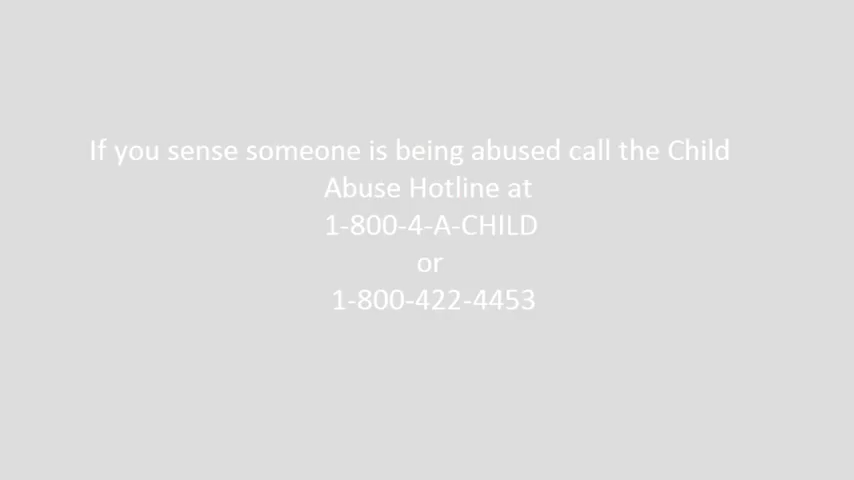 If you sense someone is being abused call the Child
Abuse Hotline at
1-800-4-A-CHILD
or
1-800-422-4453